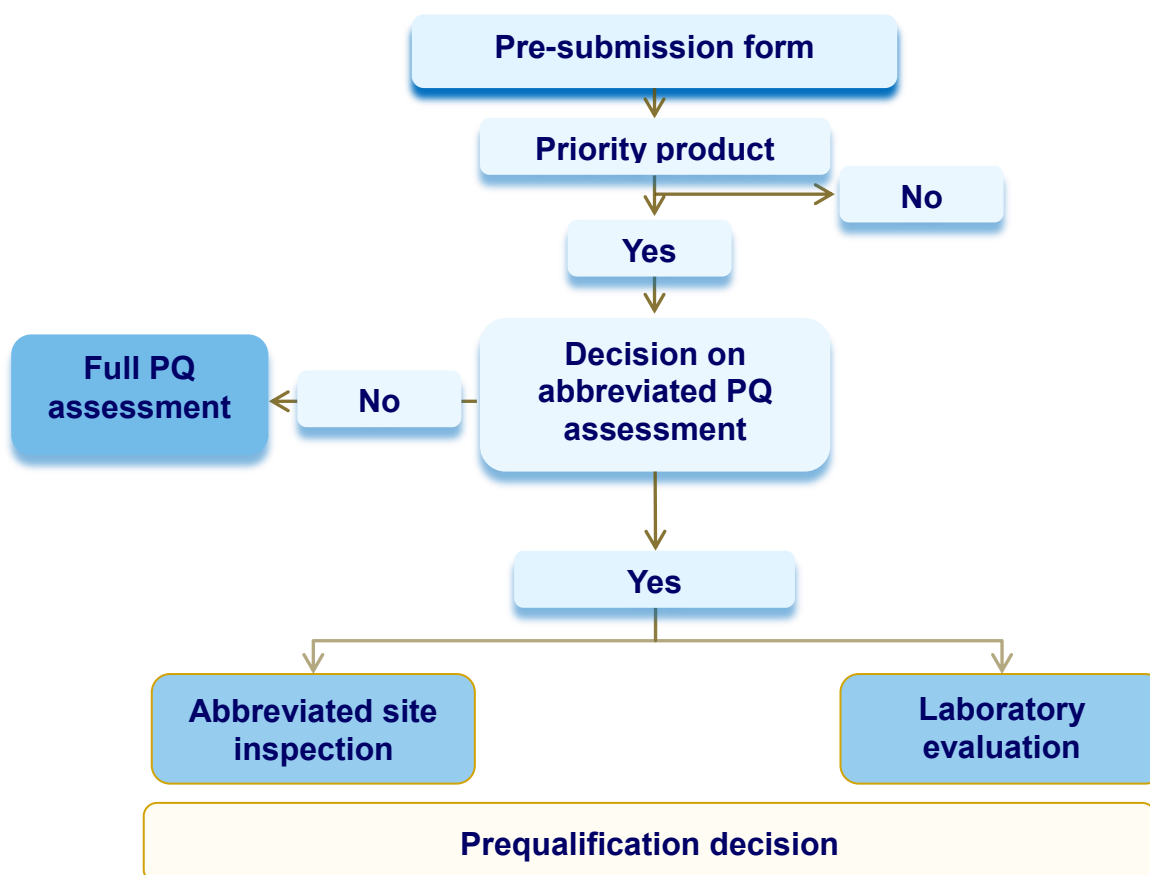 Pre-submission form
Priority product
No
Yes
Decision on
abbreviated PQ
assessment
Full PQ
assessment
No
Yes
Abbreviated site
inspection
Laboratory
evaluation
Prequalification decision